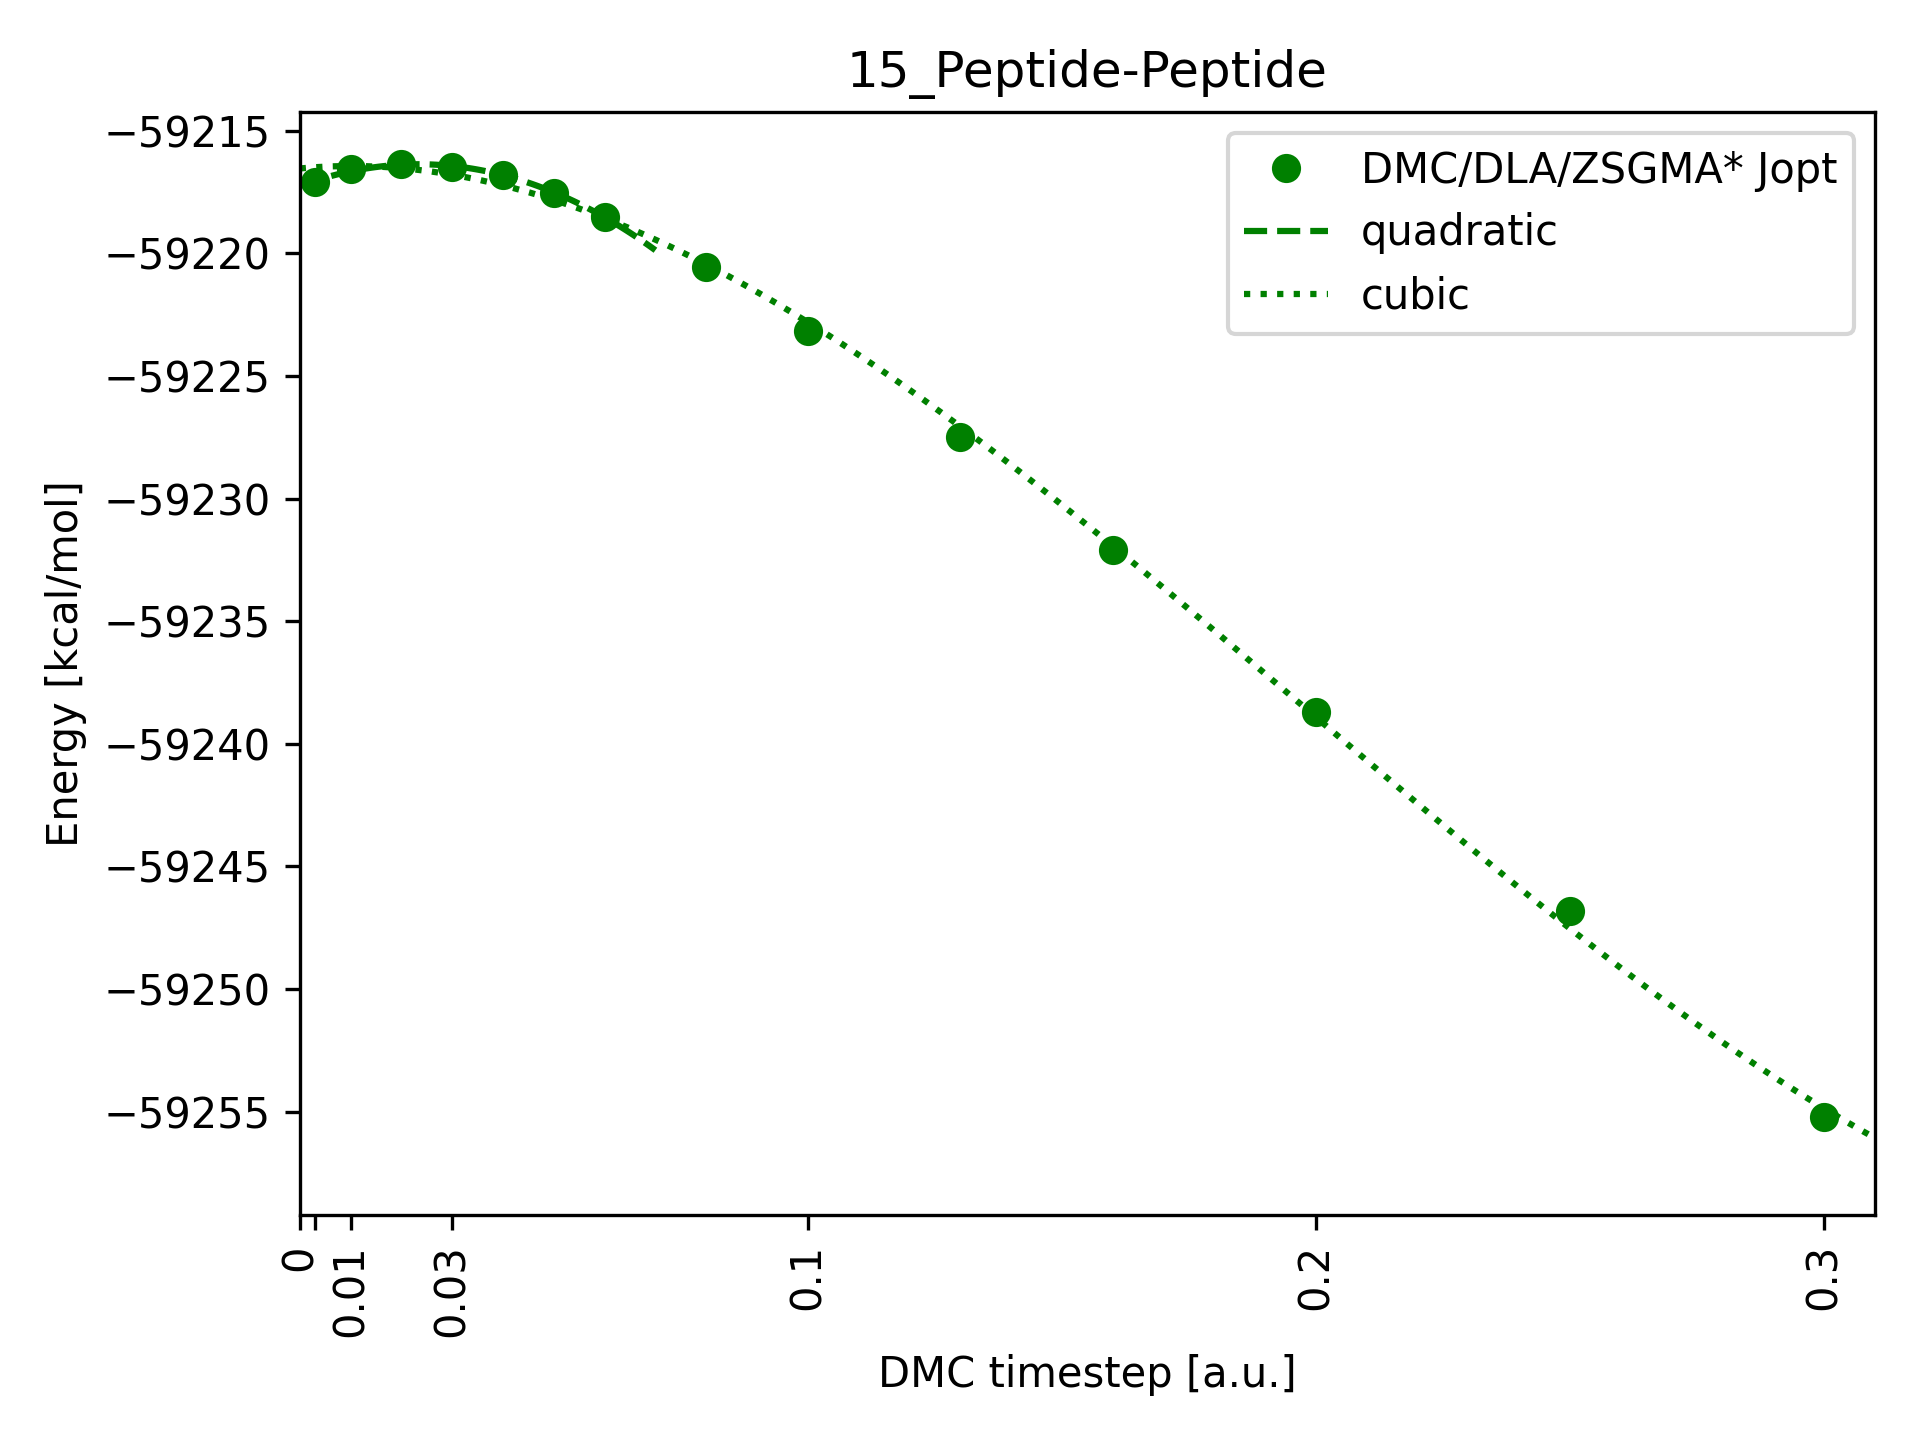 15_Peptide-Peptide
DMC/DLA/ZSGMA* Jopt
quadratic
cubic
Energy [kcal/mol]
−59215
−59220
−59225
−59230
−59235
−59240
−59245
−59250
−59255
0
0.01
0.03
0.1
0.2
0.3
DMC timestep [a.u.]